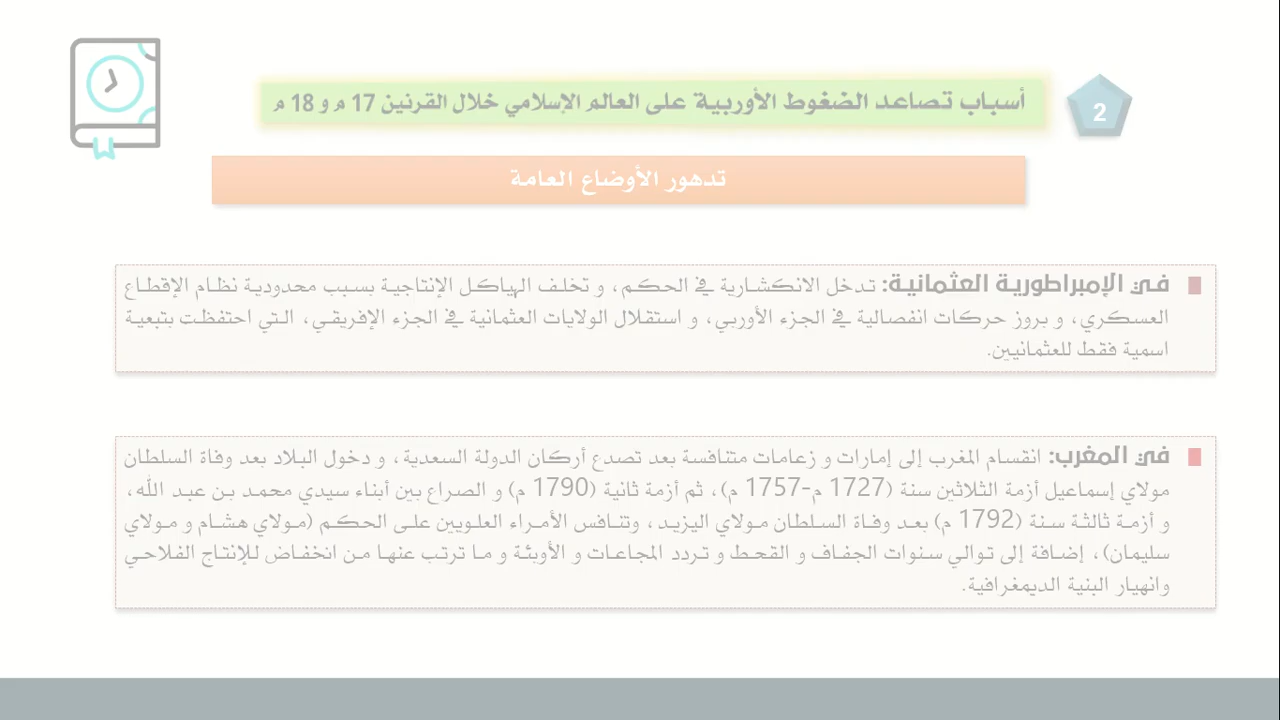 2
أسباب تصاعد الضغوط الأوربية على العالم الإسلامي خلال القرنين 17 م و 18 م
تدهور الأوضاع العامة
في الإمبراطورية العثمانية: تدخل الانكشارية في الحكم، و تخلف الهياكل الإنتاجية بسبب محدودية نظام الإقطاع
العسكري، و بروز حركات انفصالية في الجزء الأوربي، و استقلال الولايات العثمانية في الجزء الإفريقي، التي احتفظت بتبعية
اسمية فقط للعثمانيين.
في المغرب: انقسام المغرب إلى إمارات و زعامات متنافسة بعد تصدع أركان الدولة السعدية، و دخول البلاد بعد وفاة السلطان
مولاي إسماعيل أزمة الثلاثين سنة (1727 م-1757 م)، ثم أزمة ثانية (1790 م) و الصراع بين أبناء سيدي محمد بن عبد الله،
و أزمة ثالثة سنة (1792 م) بعد وفاة السلطان مولاي اليزيد، وتنافس الأمراء العلويين على الحكم (مولاي هشام و مولاي
سليمان)، إضافة إلى توالي سنوات الجفاف و القحط و تردد المجاعات و الأوبئة و ما ترتب عنها من انخفاض للإنتاج الفلاحي
وانهيار البنية الديمغرافية.